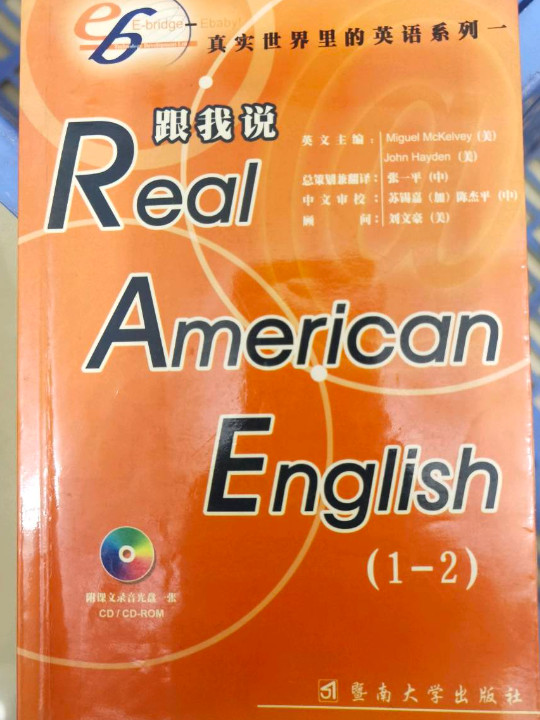 eb E-bridge Ebaby!
真实世界里的英语系列一
跟我说
Real
American
English
(1-2)
英文主编：Miguel McKelvey (美)
John Hayden (美)
总策划兼翻译：张一平 (中)
中文审校：苏锡嘉 (加) 陈杰平 (中)
顾问：刘文豪 (美)
附课文录音光盘一张
CD / CD-ROM
暨南大学出版社